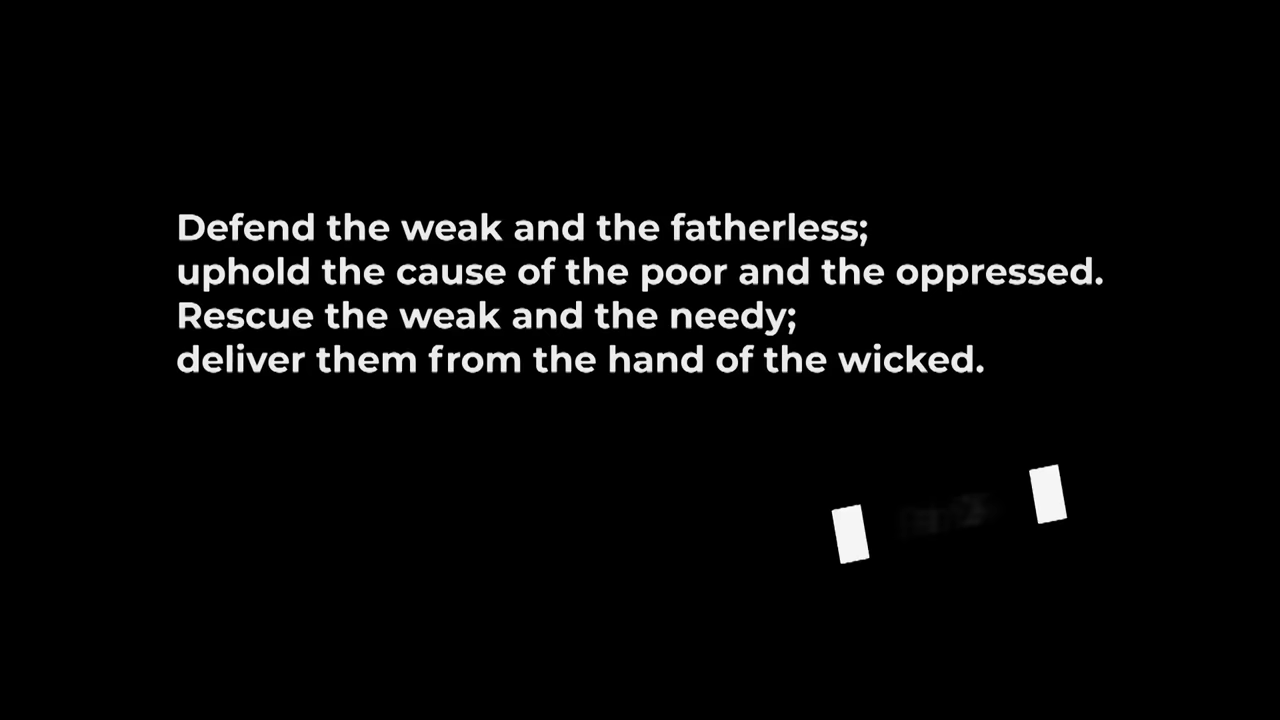 Defend the weak and the fatherless;
uphold the cause of the poor and the oppressed.
Rescue the weak and the needy;
deliver them from the hand of the wicked.